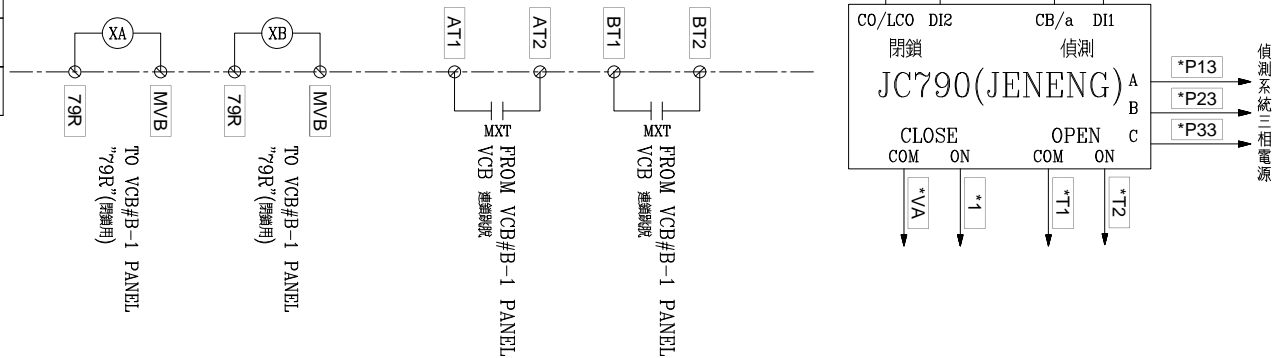 XA
XB
79R
MVB
79R
MVB
TO VCB#B-1 PANEL
"79R"(閉鎖用)
TO VCB#B-1 PANEL
"79R"(閉鎖用)
AT1
AT2
BT1
BT2
MXT
MXT
FROM VCB#B-1 PANEL
VCB 連鎖跳脫
FROM VCB#B-1 PANEL
VCB 連鎖跳脫
CO/LCO DI2 CB/a DI1
閉鎖 偵測
JC790(JENENG)
A
B
C
CLOSE OPEN
COM ON COM ON
*P13
*P23
*P33
偵測系統三相電源
*VA
*1
*T1
*T2